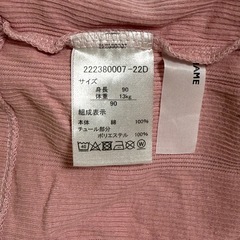 222380007-22D
サイズ
身長 90
体重 13kg
90
組成表示
本体 綿 100%
チュール部分
ポリエステル 100%
NAME